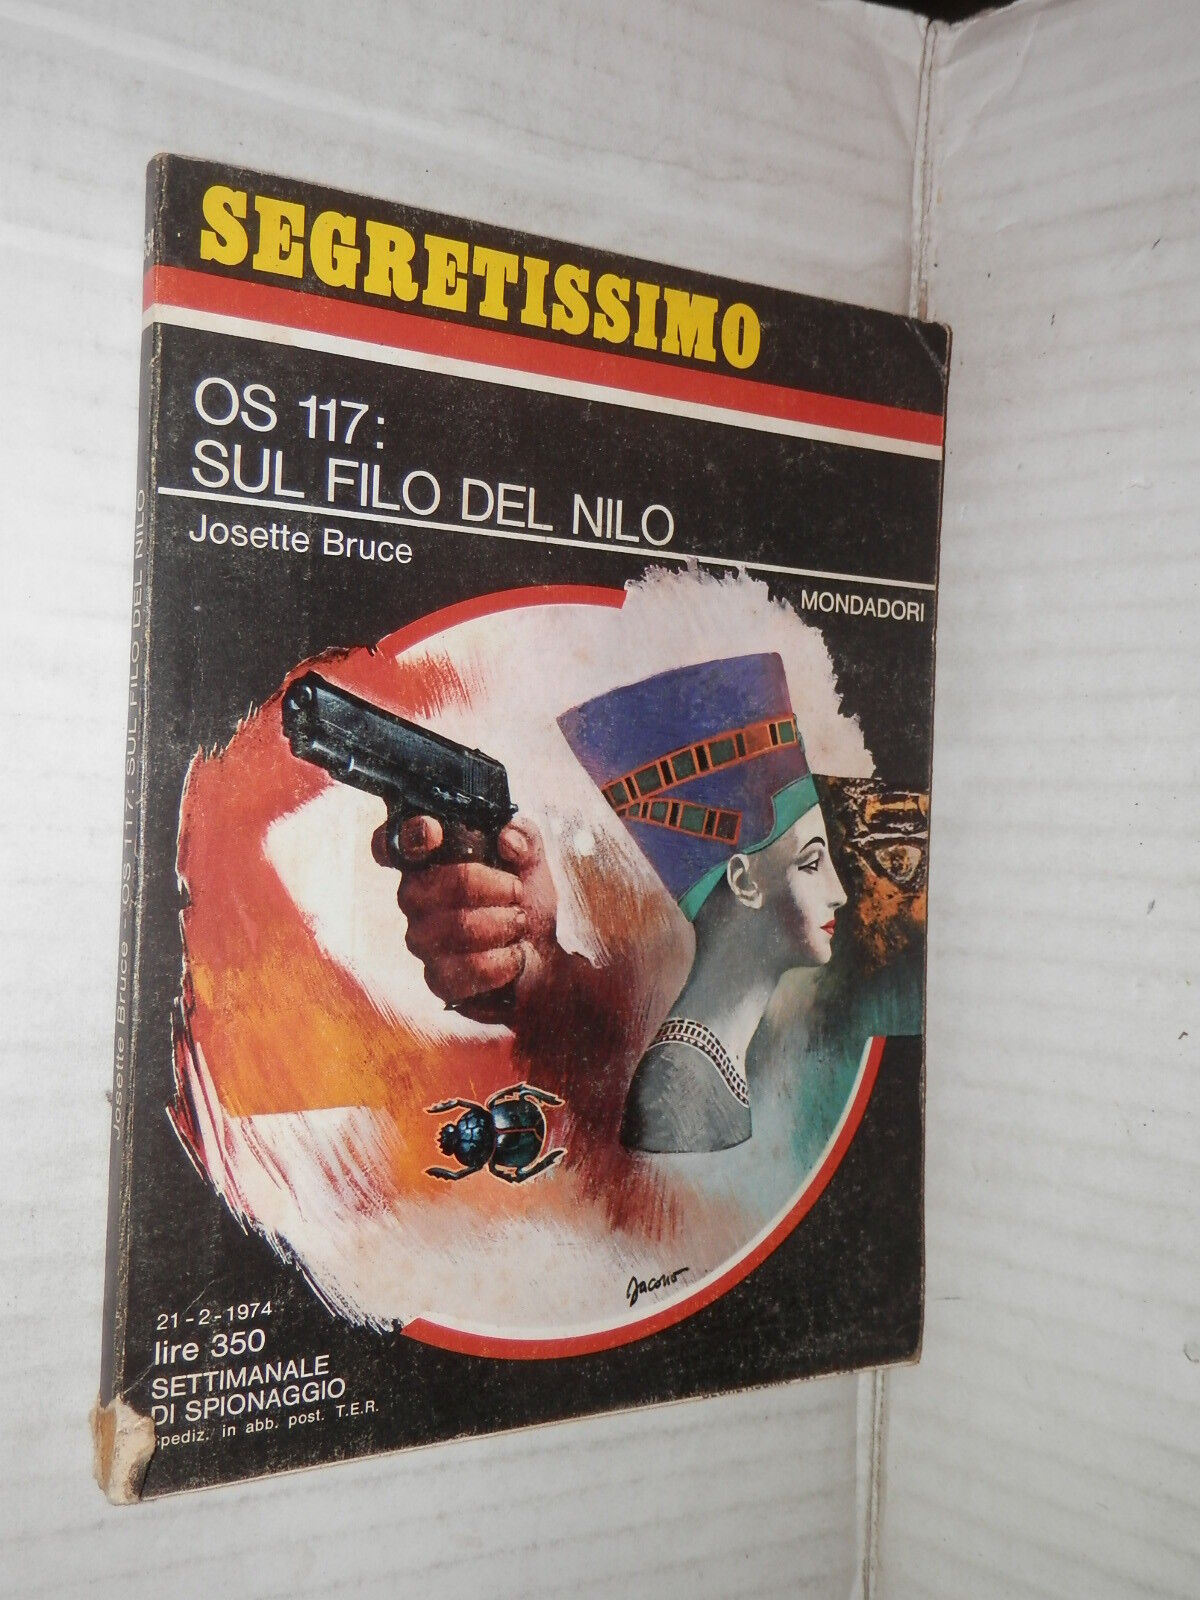 SEGRETISSIMO
OS 117:
SUL FILO DEL NILO
Josette Bruce
MONDADORI
Jacono
21-2-1974
lire 350
SETTIMANALE
DI SPIONAGGIO
Spediz. in abb. post. T.E.R.
Josette Bruce - OS 117: SUL FILO DEL NILO